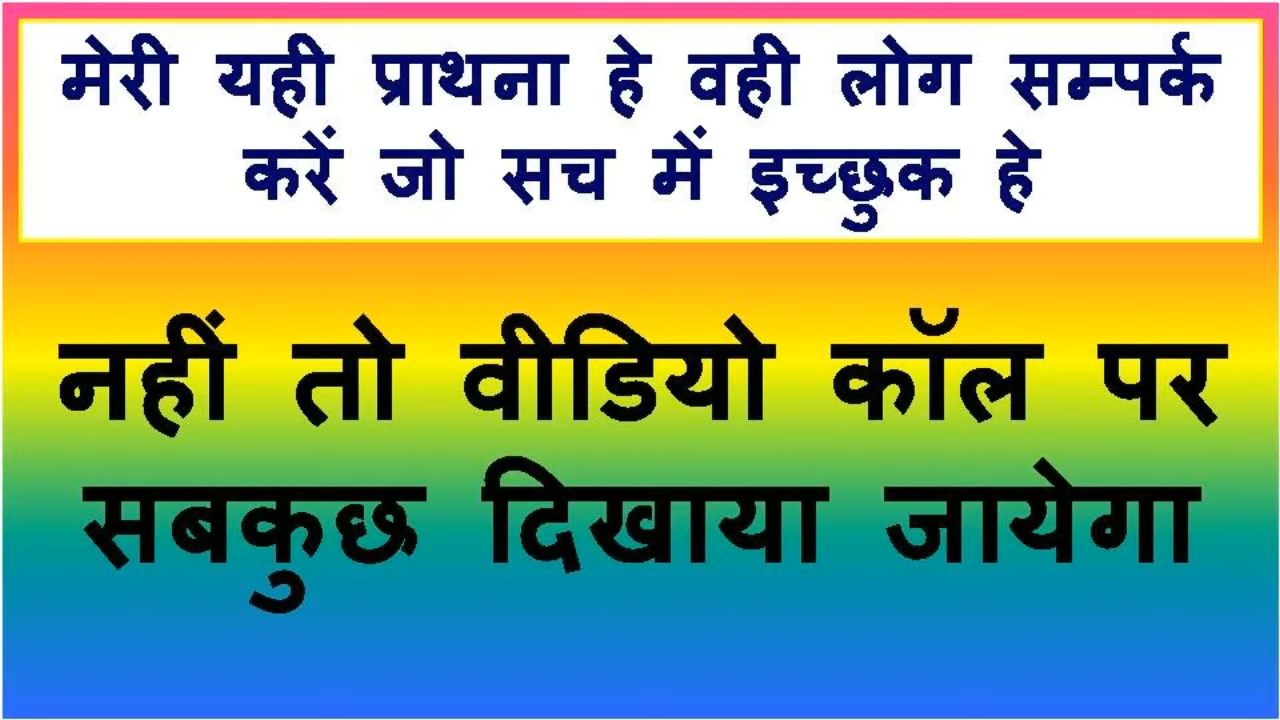 मेरी यही प्राथना हे वही लोग सम्पर्क
करें जो सच में इच्छुक हे
नहीं तो वीडियो कॉल पर
सबकुछ दिखाया जायेगा